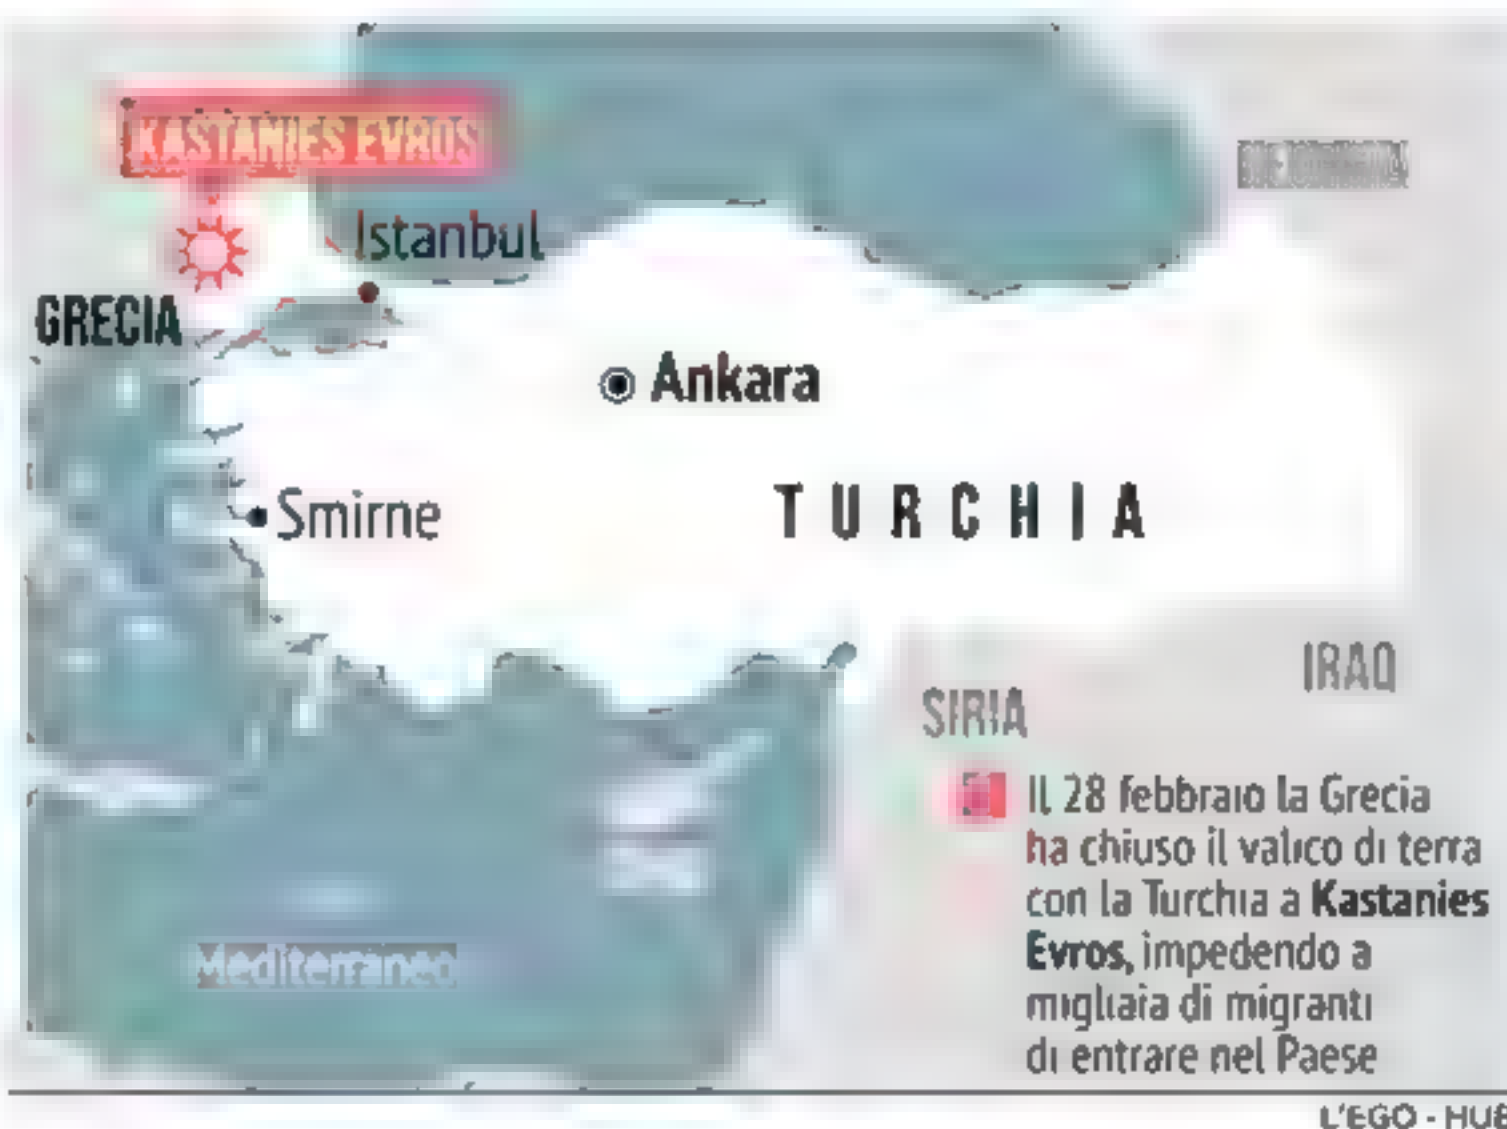 KASTANIES EVROS
Istanbul
GRECIA
Ankara
Smirne
TURCHIA
IRAQ
SIRIA
Il 28 febbraio la Grecia
ha chiuso il valico di terra
con la Turchia a Kastanies
Evros, impedendo a
migliaia di migranti
di entrare nel Paese
Mediterraneo
L'EGO - HUB